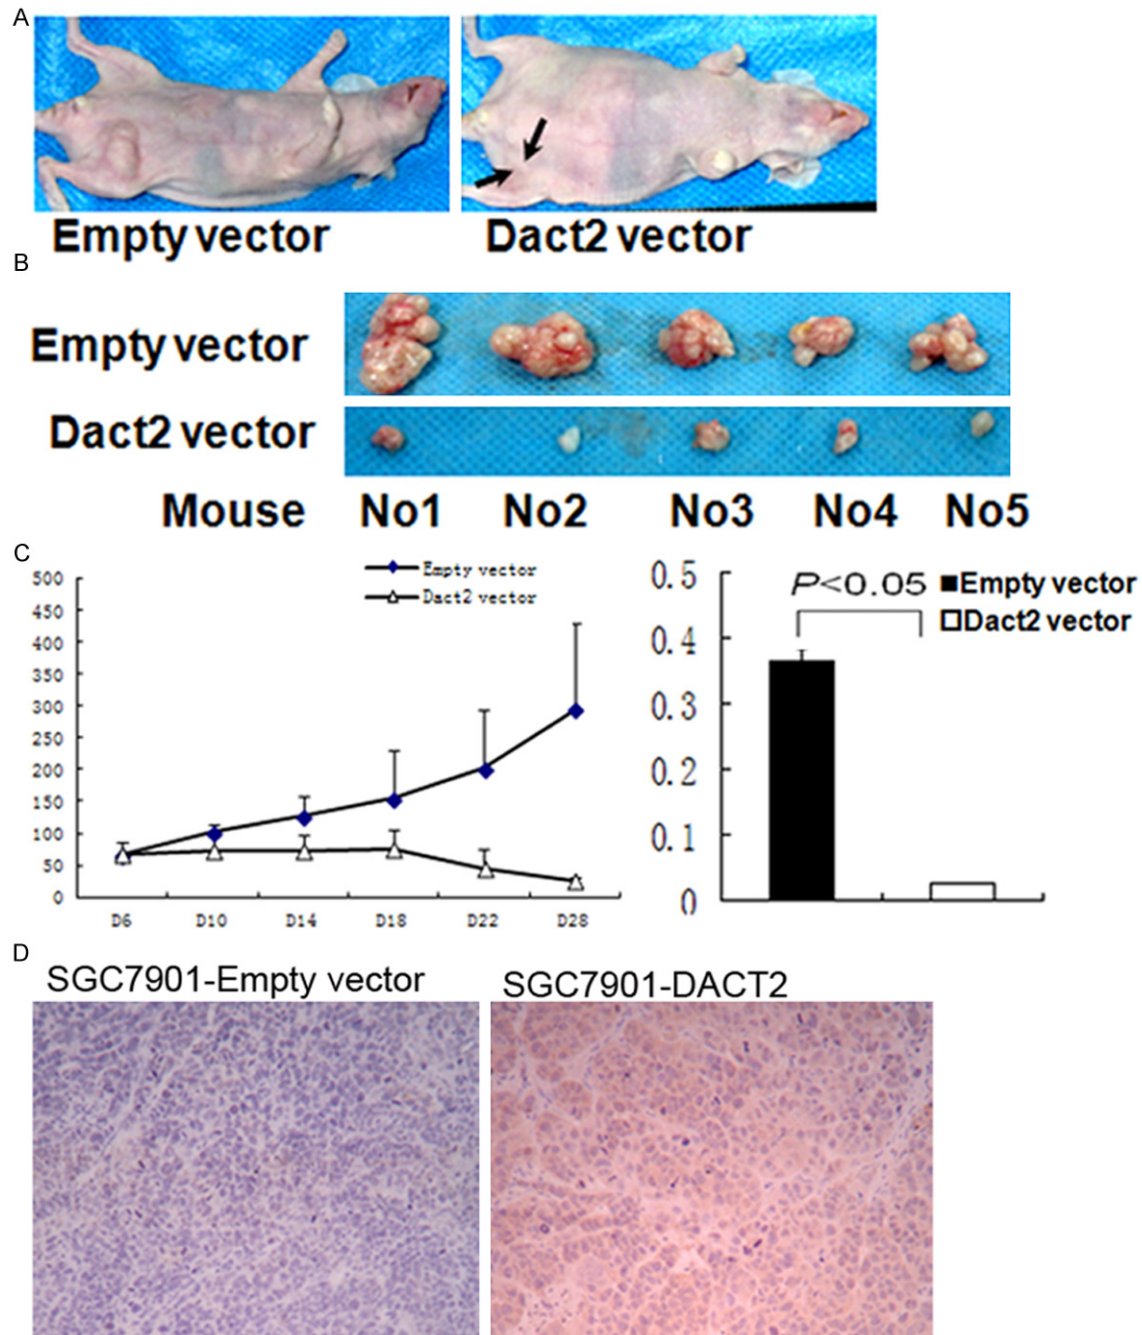 A
Empty vector
Dact2 vector
B
Empty vector
Dact2 vector
Mouse No1 No2 No3 No4 No5
C
500
450
400
350
300
250
200
150
100
50
0
Empty vector
Dact2 vector
D6 D10 D14 D18 D22 D28
0.5
0.4
0.3
0.2
0.1
0
P<0.05
Empty vector
Dact2 vector
D
SGC7901-Empty vector
SGC7901-DACT2